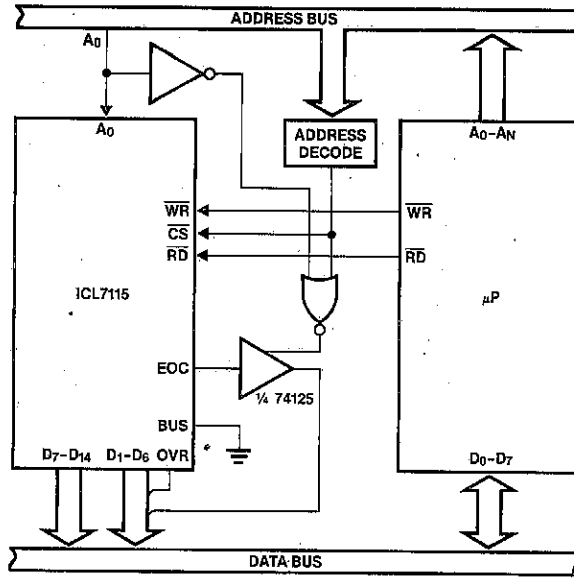 ADDRESS BUS
A0
A0
ADDRESS
DECODE
A0–AN
WR
WR
CS
RD
RD
ICL7115
μP
EOC
¼ 74125
BUS
D7–D14
D1–D6
OVR
D0–D7
DATA BUS